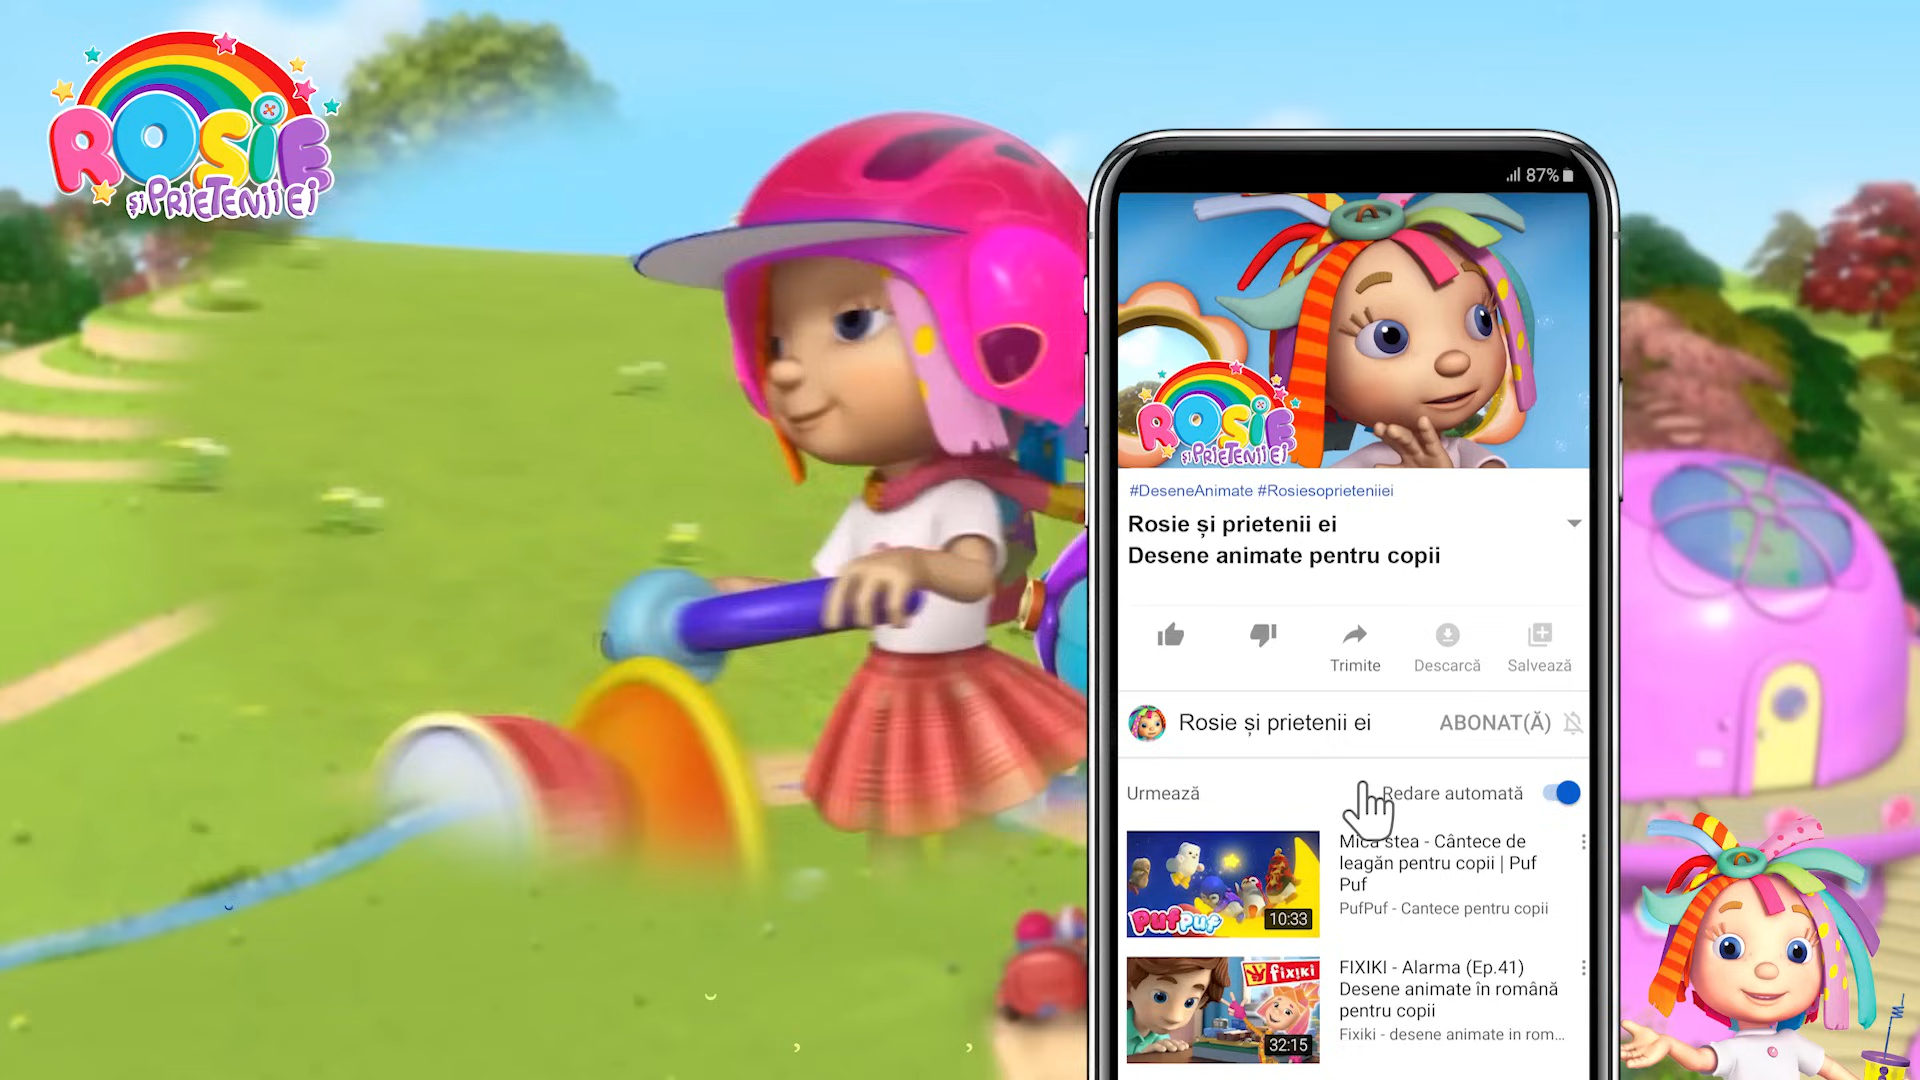 ROSIE
ȘI PRIETENII EI
87%
ROSIE
ȘI PRIETENII EI
#DeseneAnimate #Rosiesoprieteniiei
Rosie și prietenii ei
Desene animate pentru copii
Trimite
Descarcă
Salvează
Rosie și prietenii ei
ABONAT(Ă)
Urmează
Redare automată
PufPuf
10:33
Mica stea - Cântece de
leagăn pentru copii | Puf
Puf
PufPuf - Cantece pentru copii
fixiki
32:15
FIXIKI - Alarma (Ep.41)
Desene animate în română
pentru copii
Fixiki - desene animate in rom...